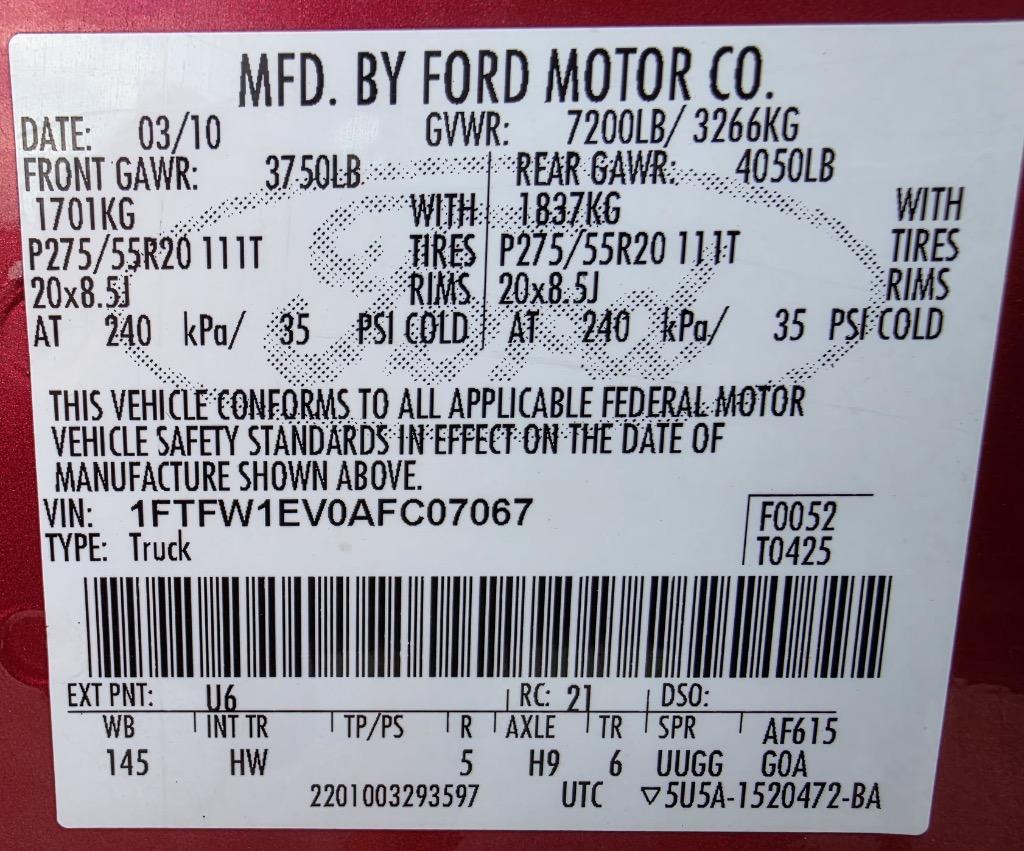 MFD. BY FORD MOTOR CO.
DATE: 03/10 GVWR: 7200LB/ 3266KG
FRONT GAWR: 3750LB REAR GAWR: 4050LB
1701KG WITH 1837KG WITH
P275/55R20 111T TIRES P275/55R20 111T TIRES
20x8.5J RIMS 20x8.5J RIMS
AT 240 kPa/ 35 PSI COLD AT 240 kPa/ 35 PSI COLD
Ford
THIS VEHICLE CONFORMS TO ALL APPLICABLE FEDERAL MOTOR
VEHICLE SAFETY STANDARDS IN EFFECT ON THE DATE OF
MANUFACTURE SHOWN ABOVE.
VIN: 1FTFW1EV0AFC07067 F0052
TYPE: Truck T0425
EXT PNT: U6 RC: 21 DSO:
WB INT TR TP/PS R AXLE TR SPR AF615
145 HW 5 H9 6 UUGG GOA
2201003293597 UTC ▽5U5A-1520472-BA